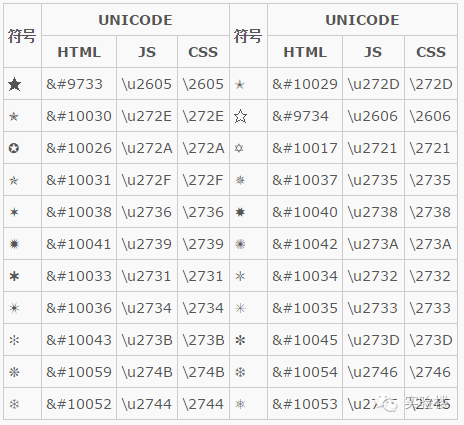 符号 UNICODE 符号 UNICODE
HTML JS CSS HTML JS CSS
★ &#9733 \u2605 \2605 ✭ &#10029 \u272D \272D
✮ &#10030 \u272E \272E ☆ &#9734 \u2606 \2606
✪ &#10026 \u272A \272A ✡ &#10017 \u2721 \2721
✯ &#10031 \u272F \272F ✵ &#10037 \u2735 \2735
✶ &#10038 \u2736 \2736 ✸ &#10040 \u2738 \2738
✹ &#10041 \u2739 \2739 ✺ &#10042 \u273A \273A
✱ &#10033 \u2731 \2731 ✲ &#10034 \u2732 \2732
✴ &#10036 \u2734 \2734 ✳ &#10035 \u2733 \2733
✻ &#10043 \u273B \273B ✽ &#10045 \u273D \273D
❋ &#10059 \u274B \274B ❆ &#10054 \u2746 \2746
❄ &#10052 \u2744 \2744 ❅ &#10053 \2745
实验楼